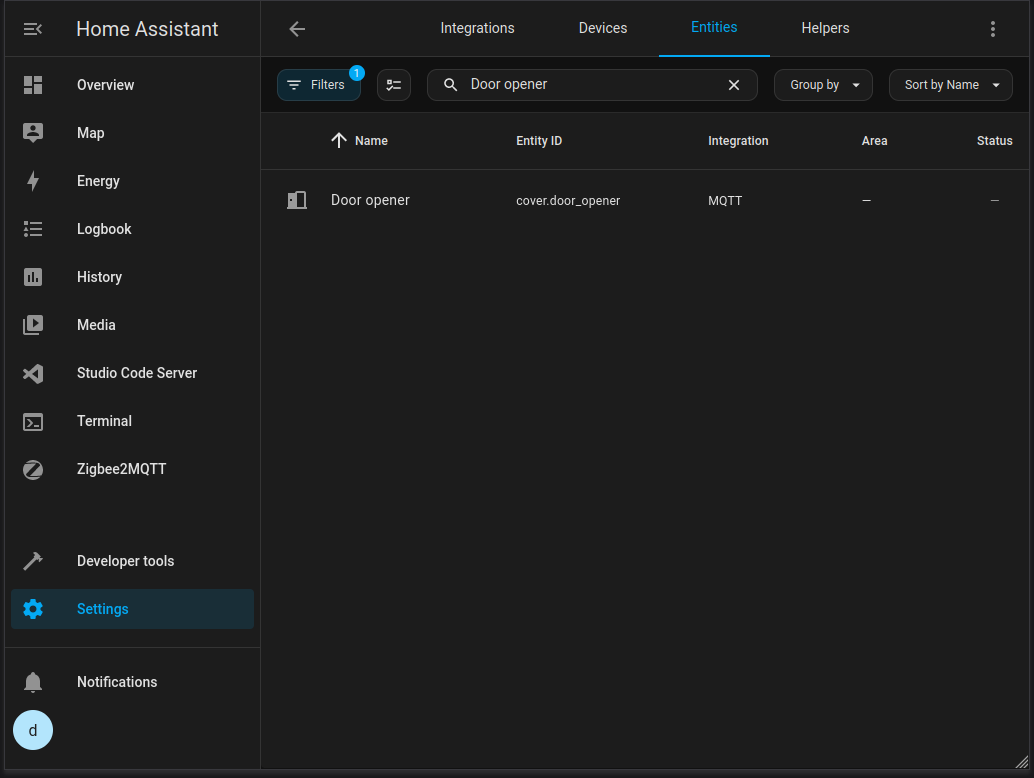 Home Assistant
Integrations Devices Entities Helpers
Overview
Map
Energy
Logbook
History
Media
Studio Code Server
Terminal
Zigbee2MQTT
Developer tools
Settings
Notifications
d
Filters 1 Door opener Group by Sort by Name
Name Entity ID Integration Area Status
Door opener cover.door_opener MQTT — —